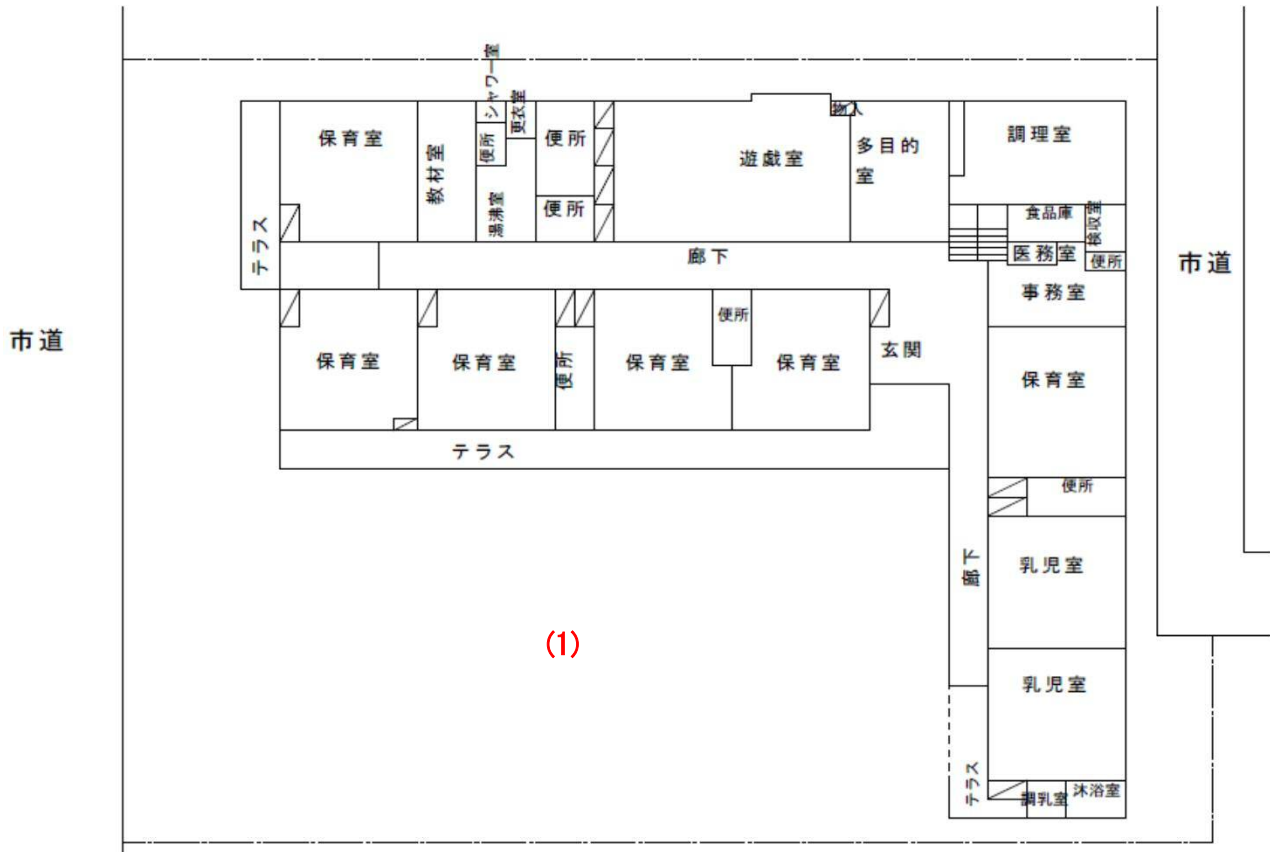 シャワー室
物入
保育室
教材室
便所
更衣室
便所
遊戯室
多目的
室
調理室
湯沸室
便所
食品庫
検収室
テラス
廊下
医務室
便所
市道
事務室
市道
保育室
保育室
便所
保育室
便所
保育室
玄関
保育室
テラス
便所
廊下
乳児室
(1)
乳児室
テラス
調乳室
沐浴室